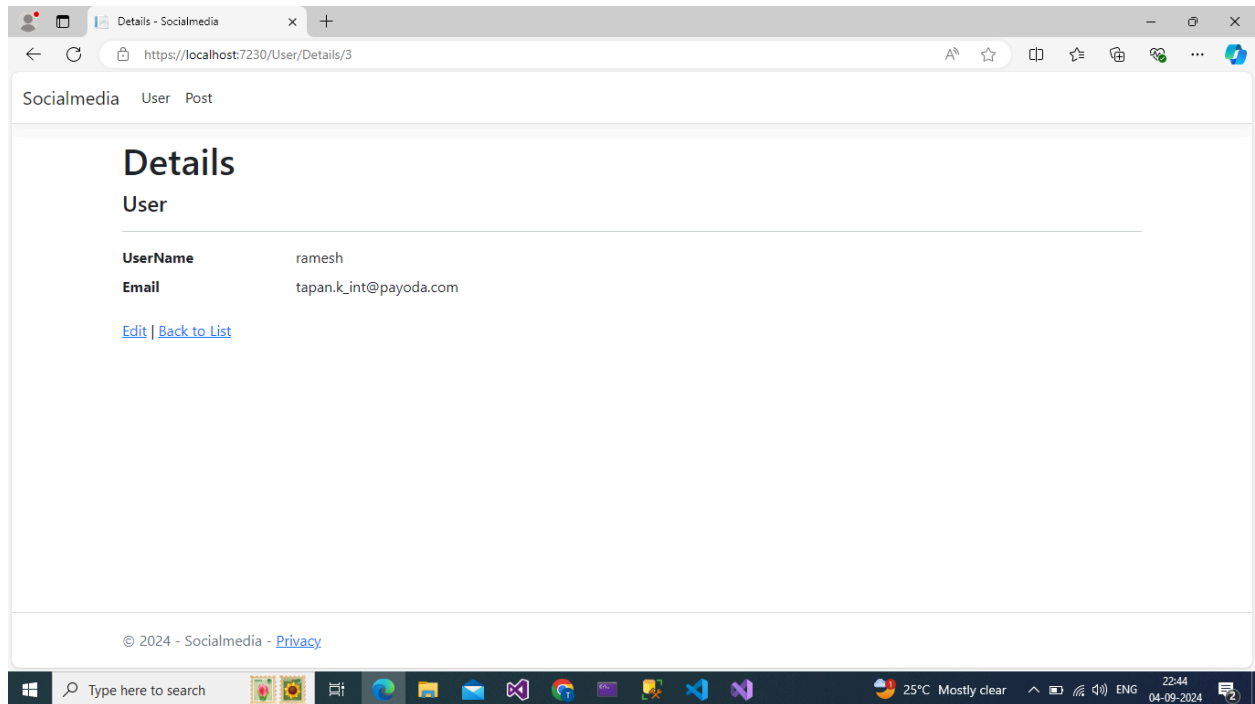 Details - Socialmedia
https://localhost:7230/User/Details/3
Socialmedia User Post
Details
User
UserName ramesh
Email tapan.k_int@payoda.com
Edit | Back to List
© 2024 - Socialmedia - Privacy
Type here to search
25°C Mostly clear
ENG
22:44
04-09-2024
2